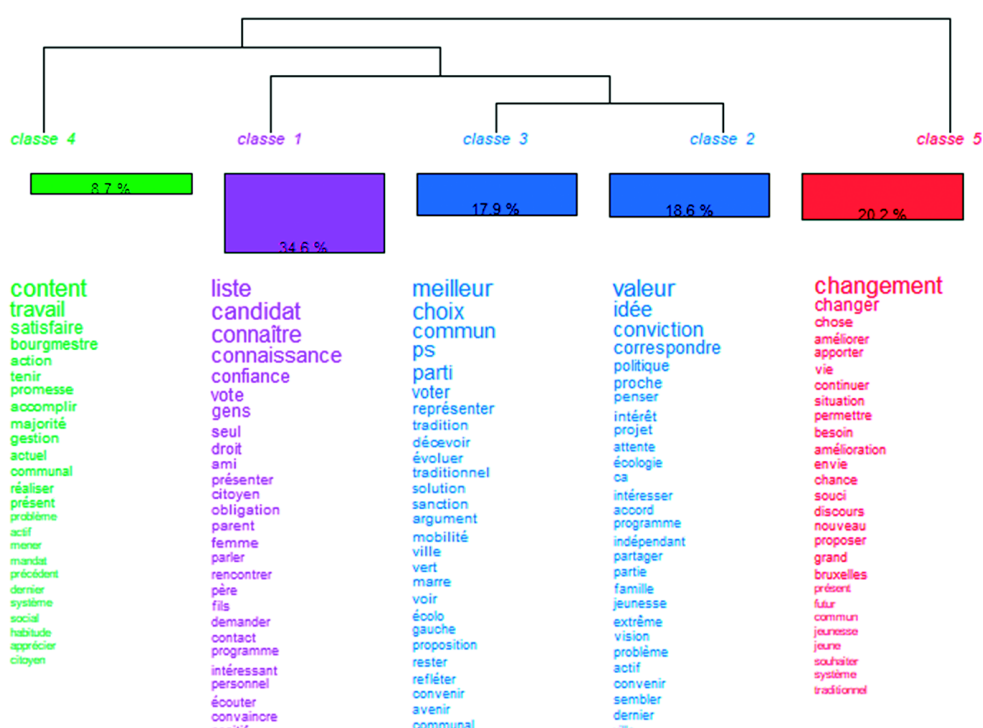 classe 4
classe 1
classe 3
classe 2
classe 5
8.7 %
34.6 %
17.9 %
18.6 %
20.2 %
content
travail
satisfaire
bourgmestre
action
tenir
promesse
accomplir
majorité
gestion
actuel
communal
réaliser
présent
problème
actif
mener
mandat
précédent
dernier
système
social
habitude
apprécier
citoyen
liste
candidat
connaître
connaissance
confiance
vote
gens
seul
droit
ami
présenter
citoyen
obligation
parent
femme
parler
rencontrer
père
fils
demander
contact
programme
intéressant
personnel
écouter
convaincre
meilleur
choix
commun
ps
parti
voter
représenter
tradition
décevoir
évoluer
traditionnel
solution
sanction
argument
mobilité
ville
vert
marre
voir
écolo
gauche
proposition
rester
refléter
convenir
avenir
communal
valeur
idée
conviction
correspondre
politique
proche
penser
intérêt
projet
attente
écologie
ca
intéresser
accord
programme
indépendant
partager
partie
famille
jeunesse
extrême
vision
problème
actif
convenir
sembler
dernier
changement
changer
chose
améliorer
apporter
vie
continuer
situation
permettre
besoin
amélioration
envie
chance
souci
discours
nouveau
proposer
grand
bruxelles
présent
futur
commun
jeunesse
jeune
souhaiter
système
traditionnel